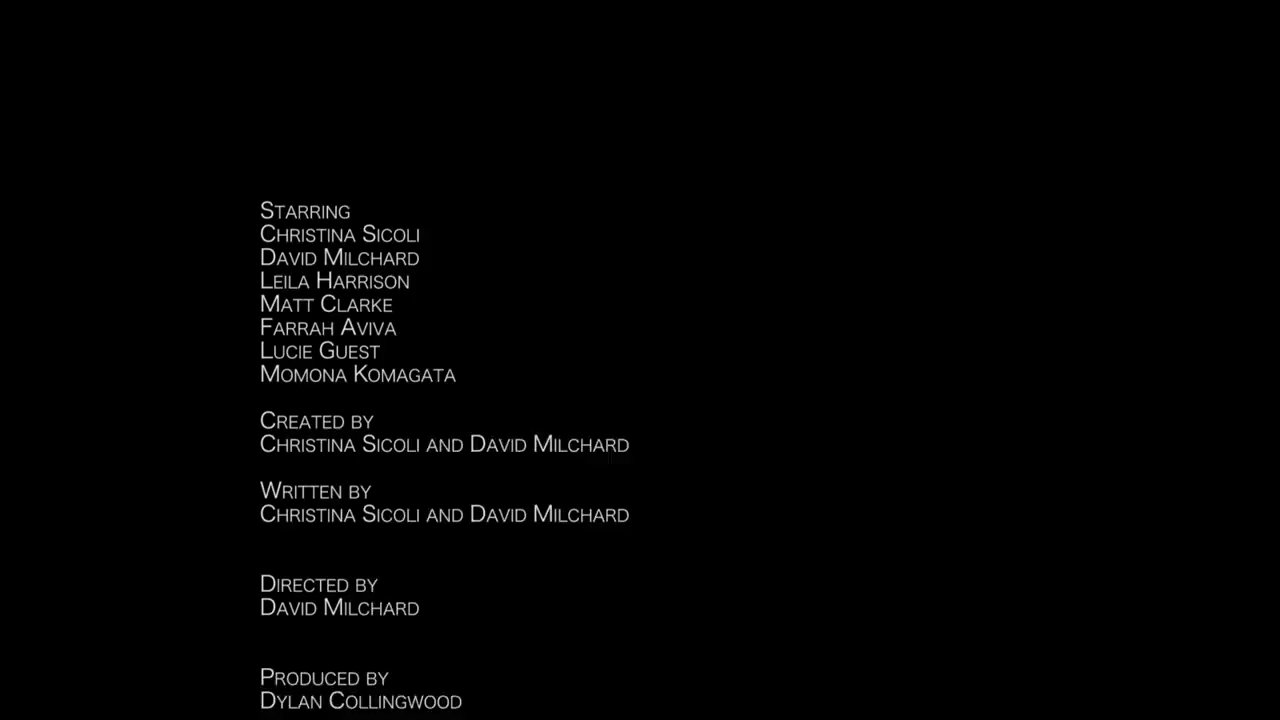 Starring
Christina Sicoli
David Milchard
Leila Harrison
Matt Clarke
Farrah Aviva
Lucie Guest
Momona Komagata
Created by
Christina Sicoli and David Milchard
Written by
Christina Sicoli and David Milchard
Directed by
David Milchard
Produced by
Dylan Collingwood